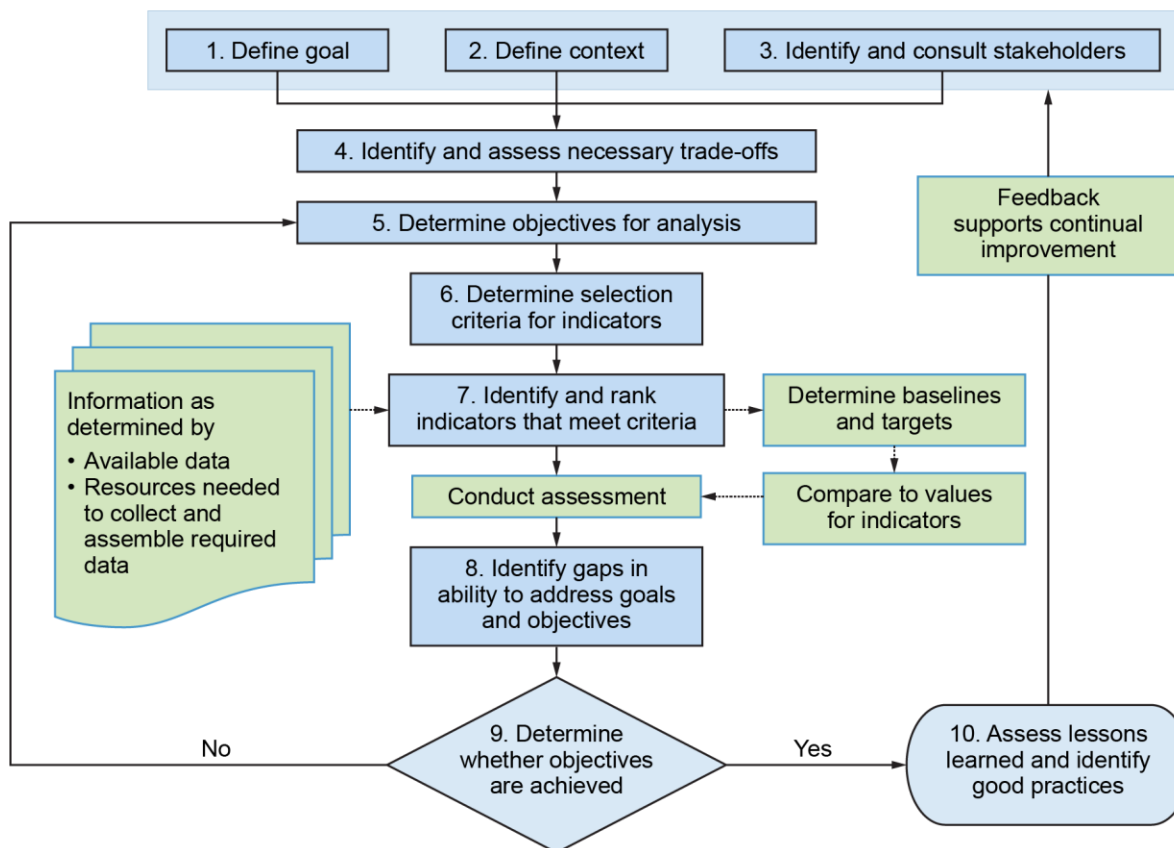 1. Define goal
2. Define context
3. Identify and consult stakeholders
4. Identify and assess necessary trade-offs
5. Determine objectives for analysis
Feedback
supports continual
improvement
6. Determine selection
criteria for indicators
Information as
determined by
• Available data
• Resources needed
to collect and
assemble required
data
7. Identify and rank
indicators that meet criteria
Determine baselines
and targets
Conduct assessment
Compare to values
for indicators
8. Identify gaps in
ability to address goals
and objectives
9. Determine
whether objectives
are achieved
No
Yes
10. Assess lessons
learned and identify
good practices